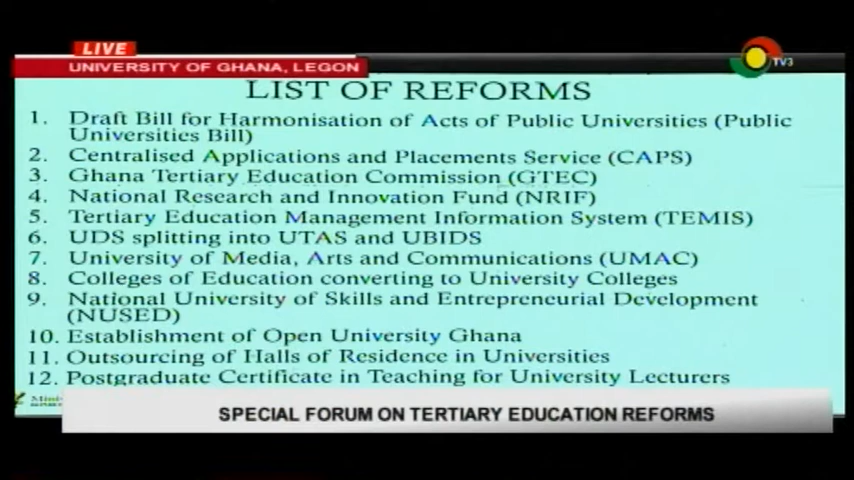 LIVE
UNIVERSITY OF GHANA, LEGON
TV3
LIST OF REFORMS
1. Draft Bill for Harmonisation of Acts of Public Universities (Public
Universities Bill)
2. Centralised Applications and Placements Service (CAPS)
3. Ghana Tertiary Education Commission (GTEC)
4. National Research and Innovation Fund (NRIF)
5. Tertiary Education Management Information System (TEMIS)
6. UDS splitting into UTAS and UBIDS
7. University of Media, Arts and Communications (UMAC)
8. Colleges of Education converting to University Colleges
9. National University of Skills and Entrepreneurial Development
(NUSED)
10. Establishment of Open University Ghana
11. Outsourcing of Halls of Residence in Universities
12. Postgraduate Certificate in Teaching for University Lecturers
SPECIAL FORUM ON TERTIARY EDUCATION REFORMS